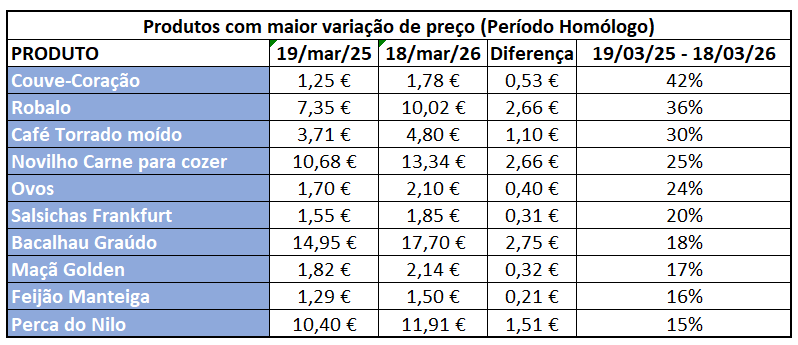 Produtos com maior variação de preço (Período Homólogo)
PRODUTO 19/mar/25 18/mar/26 Diferença 19/03/25 - 18/03/26
Couve-Coração 1,25 € 1,78 € 0,53 € 42%
Robalo 7,35 € 10,02 € 2,66 € 36%
Café Torrado moído 3,71 € 4,80 € 1,10 € 30%
Novilho Carne para cozer 10,68 € 13,34 € 2,66 € 25%
Ovos 1,70 € 2,10 € 0,40 € 24%
Salsichas Frankfurt 1,55 € 1,85 € 0,31 € 20%
Bacalhau Graúdo 14,95 € 17,70 € 2,75 € 18%
Maçã Golden 1,82 € 2,14 € 0,32 € 17%
Feijão Manteiga 1,29 € 1,50 € 0,21 € 16%
Perca do Nilo 10,40 € 11,91 € 1,51 € 15%